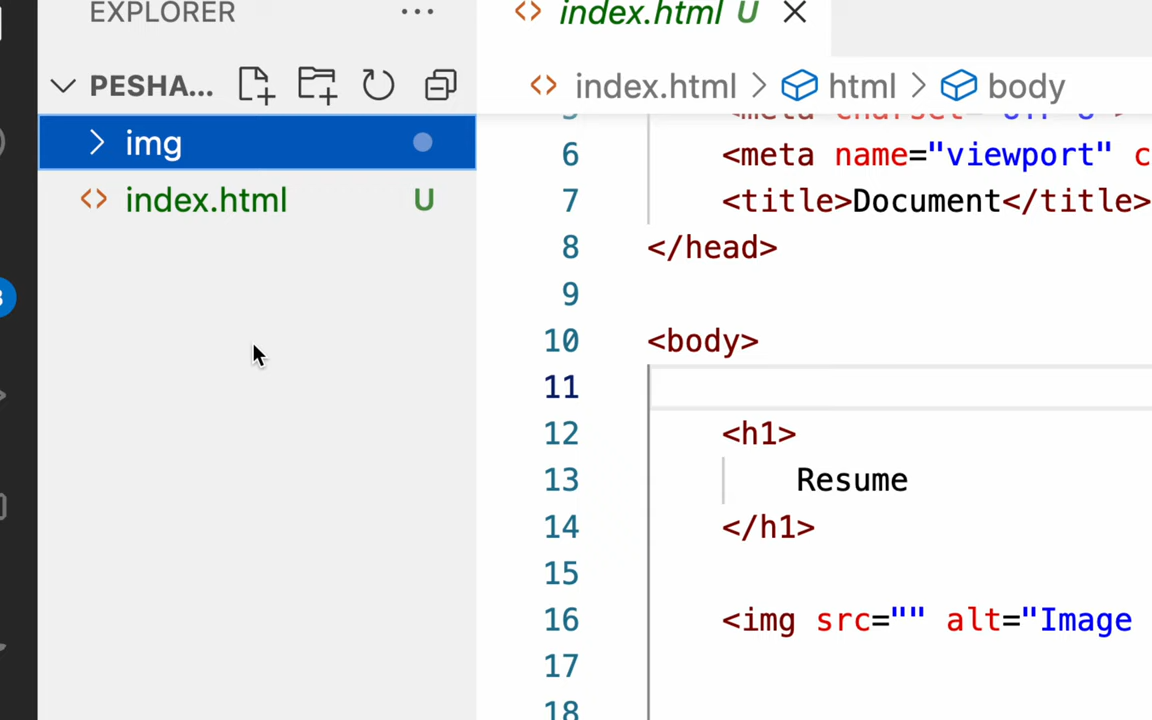 EXPLORER ...
PESHA...
img
index.html U
index.html U
index.html > html > body
6 <meta name="viewport" c
7 <title>Document</title>
8 </head>
9
10 <body>
11
12 <h1>
13 Resume
14 </h1>
15
16 <img src="" alt="Image
17
18